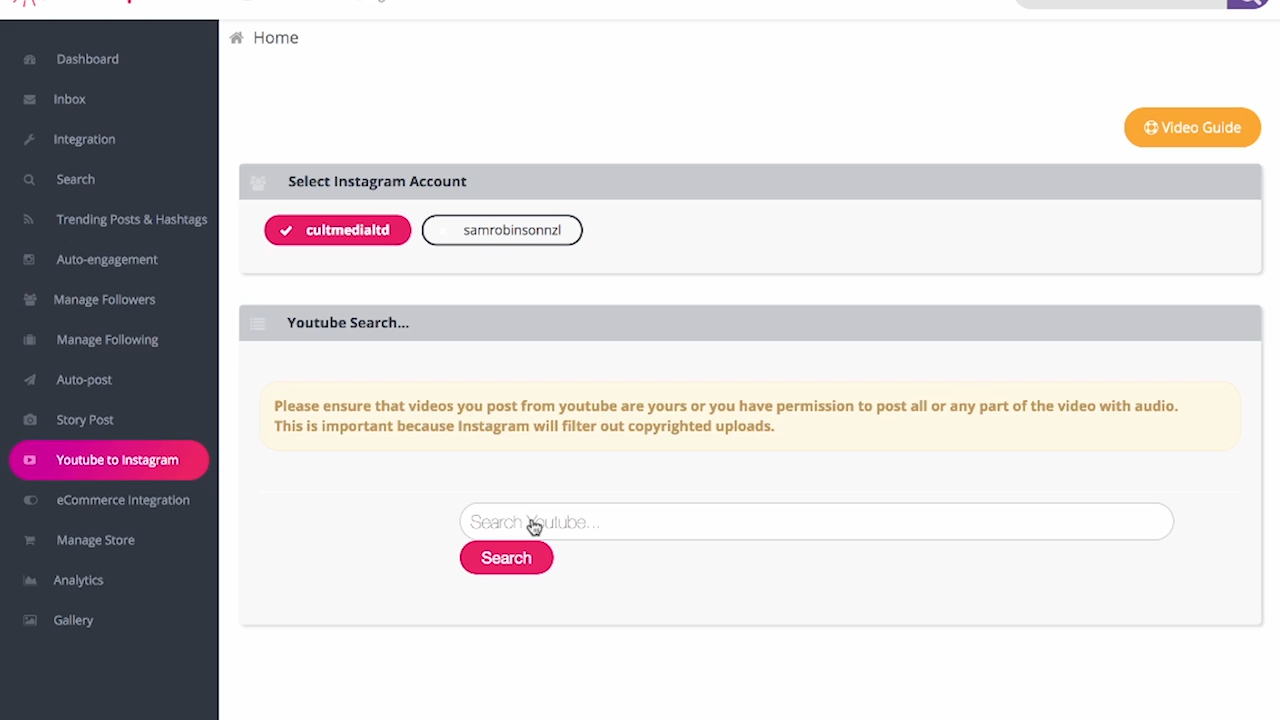 Home
Dashboard
Inbox
Integration
Search
Trending Posts & Hashtags
Auto-engagement
Manage Followers
Manage Following
Auto-post
Story Post
Youtube to Instagram
eCommerce Integration
Manage Store
Analytics
Gallery
Video Guide
Select Instagram Account
cultmedialtd
samrobinsonnzl
Youtube Search...
Please ensure that videos you post from youtube are yours or you have permission to post all or any part of the video with audio.
This is important because Instagram will filter out copyrighted uploads.
Search Youtube...
Search